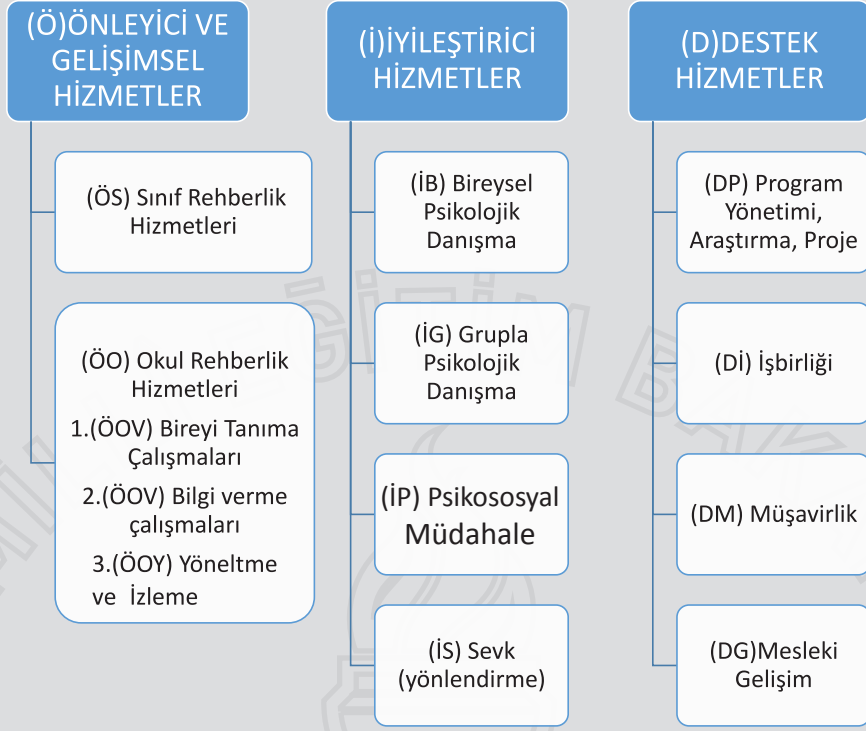 (Ö)ÖNLEYİCİ VE
GELİŞİMSEL
HİZMETLER
(ÖS) Sınıf Rehberlik
Hizmetleri
(ÖO) Okul Rehberlik
Hizmetleri
1.(ÖOV) Bireyi Tanıma
Çalışmaları
2.(ÖOV) Bilgi verme
çalışmaları
3.(ÖOY) Yöneltme
ve İzleme
(İ)İYİLEŞTİRİCİ
HİZMETLER
(İB) Bireysel
Psikolojik
Danışma
(İG) Grupla
Psikolojik
Danışma
(İP) Psikososyal
Müdahale
(İS) Sevk
(yönlendirme)
(D)DESTEK
HİZMETLER
(DP) Program
Yönetimi,
Araştırma, Proje
(Dİ) İşbirliği
(DM) Müşavirlik
(DG)Mesleki
Gelişim